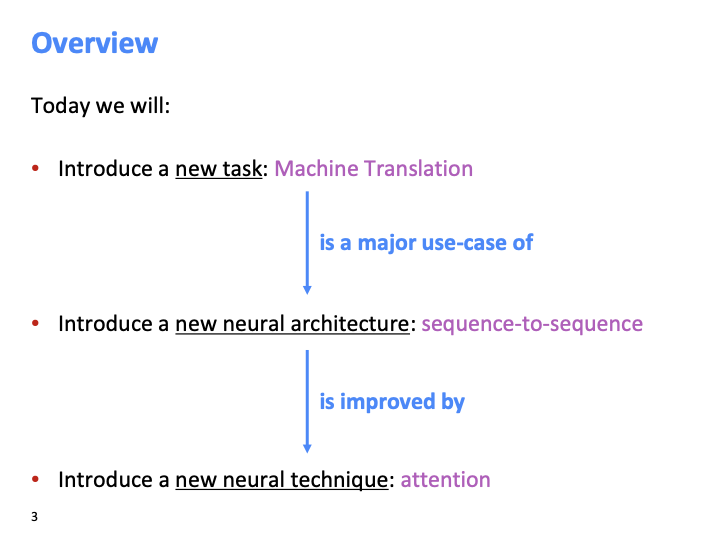 Overview
Today we will:
• Introduce a new task: Machine Translation
is a major use-case of
• Introduce a new neural architecture: sequence-to-sequence
is improved by
• Introduce a new neural technique: attention
3